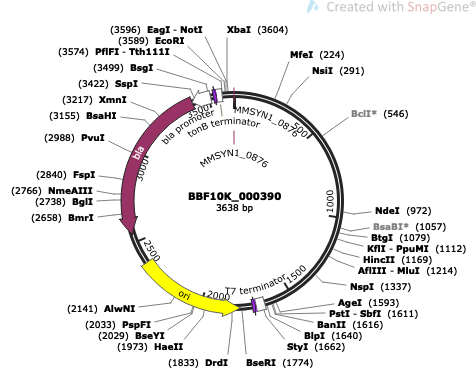 Created with SnapGene®
(3596) EagI - NotI
(3589) EcoRI
(3574) PflFI - Tth111I
(3499) BsgI
(3422) SspI
(3217) XmnI
(3155) BsaHI
(2988) PvuI
(2840) FspI
(2766) NmeAIII
(2738) BglI
(2658) BmrI
XbaI (3604)
MfeI (224)
NsiI (291)
BclI* (546)
NdeI (972)
BsaBI* (1057)
BtgI (1079)
KflI - PpuMI (1112)
HincII (1169)
AflIII - MluI (1214)
NspI (1337)
AgeI (1593)
PstI - SbfI (1611)
BanII (1616)
BlpI (1640)
StyI (1662)
BseRI (1774)
(1833) DrdI
(1973) HaeII
(2029) BseYI
(2033) PspFI
(2141) AlwNI
3500
bla promoter
tonB terminator
MMSYN1_0876
MMSYN1_0876
500
1000
1500
2000
2500
3000
bla
ori
T7 terminator
BBF10K_000390
3638 bp